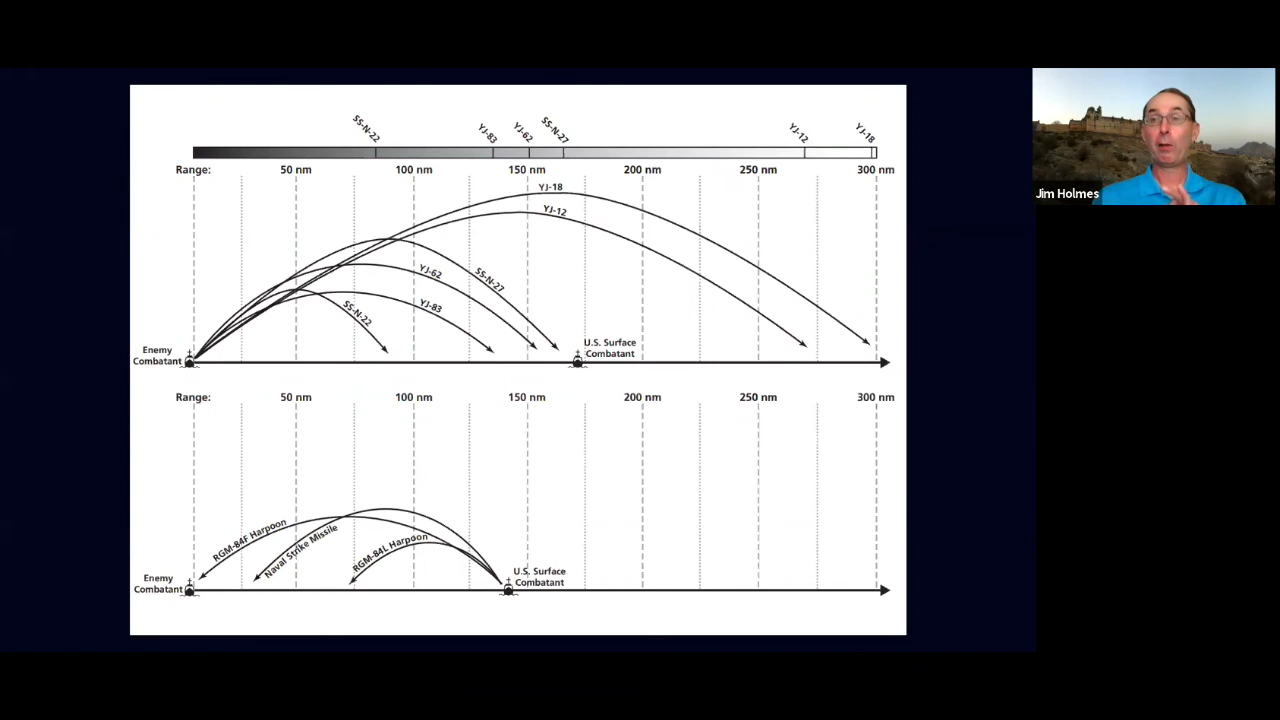 SS-N-22
YJ-83
YJ-62
SS-N-27
YJ-12
YJ-18
Range: 50 nm 100 nm 150 nm 200 nm 250 nm 300 nm
YJ-18
YJ-12
SS-N-27
YJ-62
YJ-83
SS-N-22
Enemy
Combatant
U.S. Surface
Combatant
Range: 50 nm 100 nm 150 nm 200 nm 250 nm 300 nm
RGM-84F Harpoon
Naval Strike Missile
RGM-84L Harpoon
Enemy
Combatant
U.S. Surface
Combatant
Jim Holmes